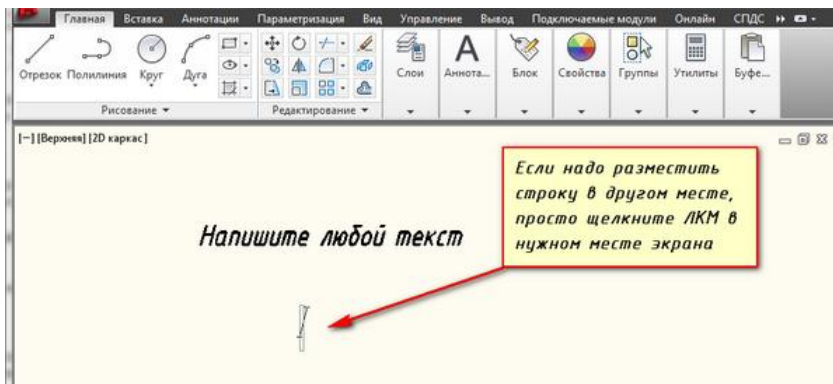 Главная Вставка Аннотации Параметризация Вид Управление Вывод Подключаемые модули Онлайн СПДС
Отрезок Полилиния Круг Дуга Слои Аннота... Блок Свойства Группы Утилиты Буфе...
Рисование Редактирование
[−] [Верхняя] [2D каркас]
Если надо разместить
строку в другом месте,
просто щелкните ЛКМ в
нужном месте экрана
Напишите любой текст